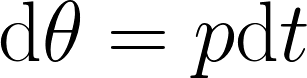 dθ = pdt